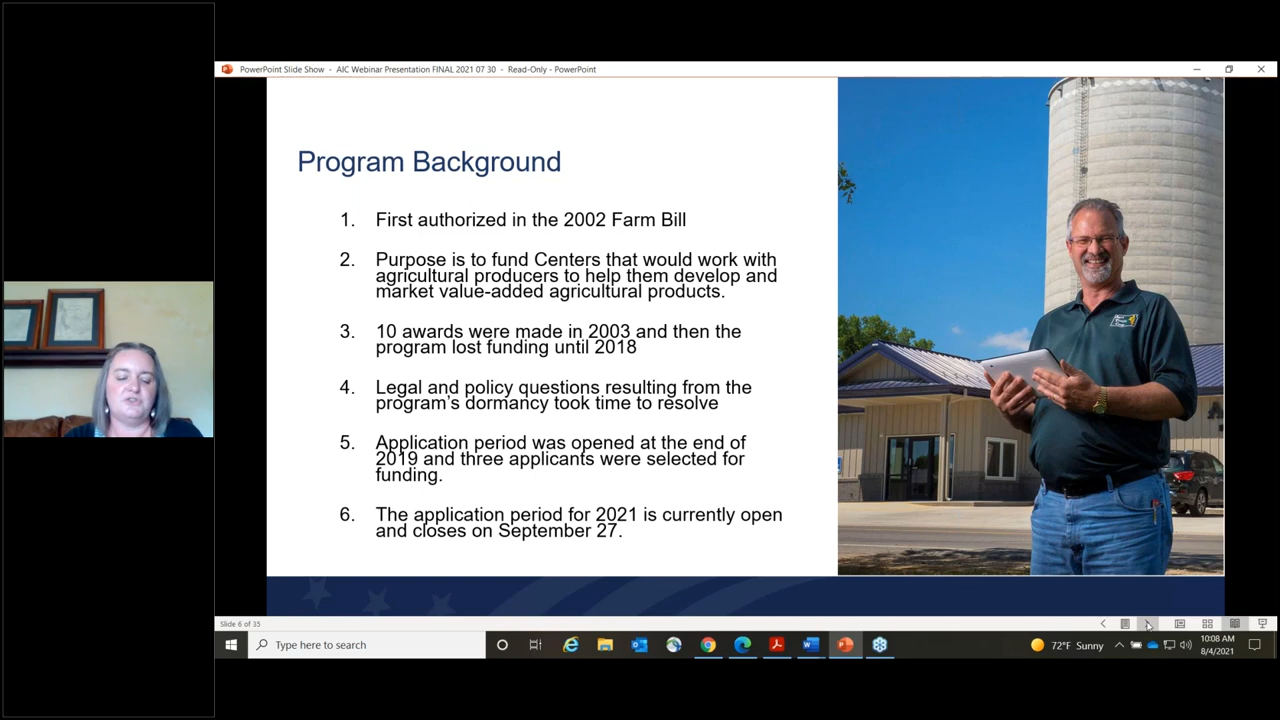 PowerPoint Slide Show - AIC Webinar Presentation FINAL 2021 07 30 - Read-Only - PowerPoint
Program Background
1. First authorized in the 2002 Farm Bill
2. Purpose is to fund Centers that would work with
agricultural producers to help them develop and
market value-added agricultural products.
3. 10 awards were made in 2003 and then the
program lost funding until 2018
4. Legal and policy questions resulting from the
program's dormancy took time to resolve
5. Application period was opened at the end of
2019 and three applicants were selected for
funding.
6. The application period for 2021 is currently open
and closes on September 27.
Slide 6 of 35
Type here to search
72°F Sunny
10:08 AM
8/4/2021